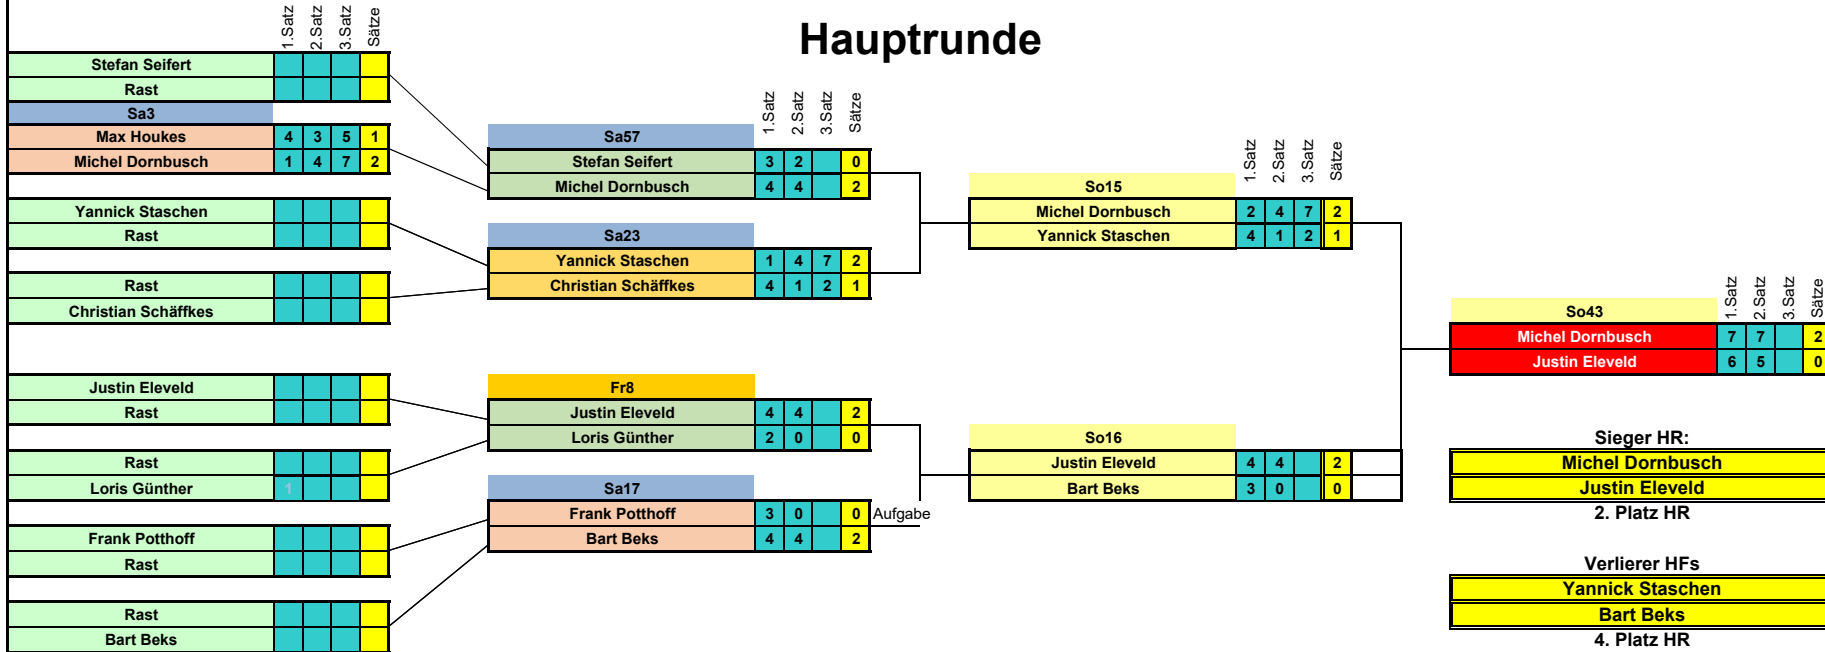 Hauptrunde
1.Satz 2.Satz 3.Satz Sätze
Stefan Seifert
Rast
Sa3
Max Houkes 4 3 5 1
Michel Dornbusch 1 4 7 2
Yannick Staschen
Rast
Rast
Christian Schäffkes
Justin Eleveld
Rast
Rast
Loris Günther 1
Frank Potthoff
Rast
Rast
Bart Beks
1.Satz 2.Satz 3.Satz Sätze
Sa57
Stefan Seifert 3 2 0
Michel Dornbusch 4 4 2
Sa23
Yannick Staschen 1 4 7 2
Christian Schäffkes 4 1 2 1
Fr8
Justin Eleveld 4 4 2
Loris Günther 2 0 0
Sa17
Frank Potthoff 3 0 0 Aufgabe
Bart Beks 4 4 2
1.Satz 2.Satz 3.Satz Sätze
So15
Michel Dornbusch 2 4 7 2
Yannick Staschen 4 1 2 1
So16
Justin Eleveld 4 4 2
Bart Beks 3 0 0
1.Satz 2.Satz 3.Satz Sätze
So43
Michel Dornbusch 7 7 2
Justin Eleveld 6 5 0
Sieger HR:
Michel Dornbusch
Justin Eleveld
2. Platz HR
Verlierer HFs
Yannick Staschen
Bart Beks
4. Platz HR